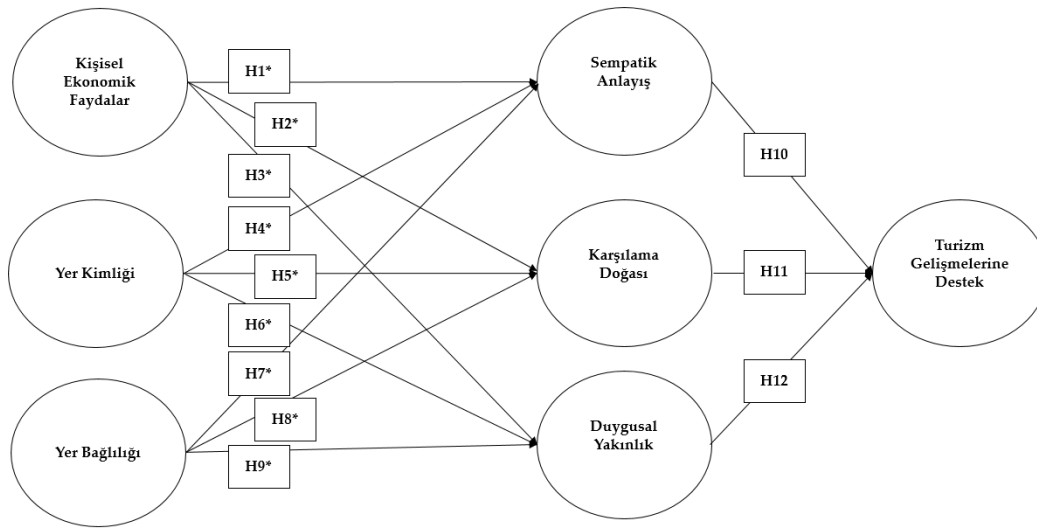 Kişisel
Ekonomik
Faydalar
Yer Kimliği
Yer Bağlılığı
H1*
H2*
H3*
H4*
H5*
H6*
H7*
H8*
H9*
Sempatik
Anlayış
Karşılama
Doğası
Duygusal
Yakınlık
H10
H11
H12
Turizm
Gelişmelerine
Destek